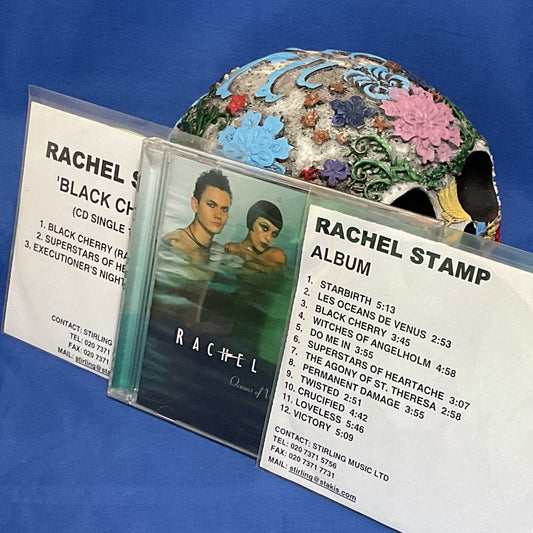 RACHEL S
'BLACK CH
(CD SINGLE
1. BLACK CHERRY (RA
2. SUPERSTARS OF HE
3. EXECUTIONER'S NIGHT
CONTACT: STIRLING
TEL: 020 7371
FAX: 020 7371
MAIL: stirling@stak
RACHEL
Oceans of V
RACHEL STAMP
ALBUM
1. STARBIRTH 5:13
2. LES OCEANS DE VENUS 2:53
3. BLACK CHERRY 3:45
4. WITCHES OF ANGELHOLM 4:58
5. DO ME IN 3:55
6. SUPERSTARS OF HEARTACHE 3:07
7. THE AGONY OF ST. THERESA 2:58
8. PERMANENT DAMAGE 3:55
9. TWISTED 2:51
10. CRUCIFIED 4:42
11. LOVELESS 5:46
12. VICTORY 5:09
CONTACT: STIRLING MUSIC LTD
TEL: 020 7371 5756
FAX: 020 7371 7731
MAIL: stirling@stakis.com